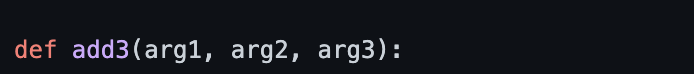 def add3(arg1, arg2, arg3):